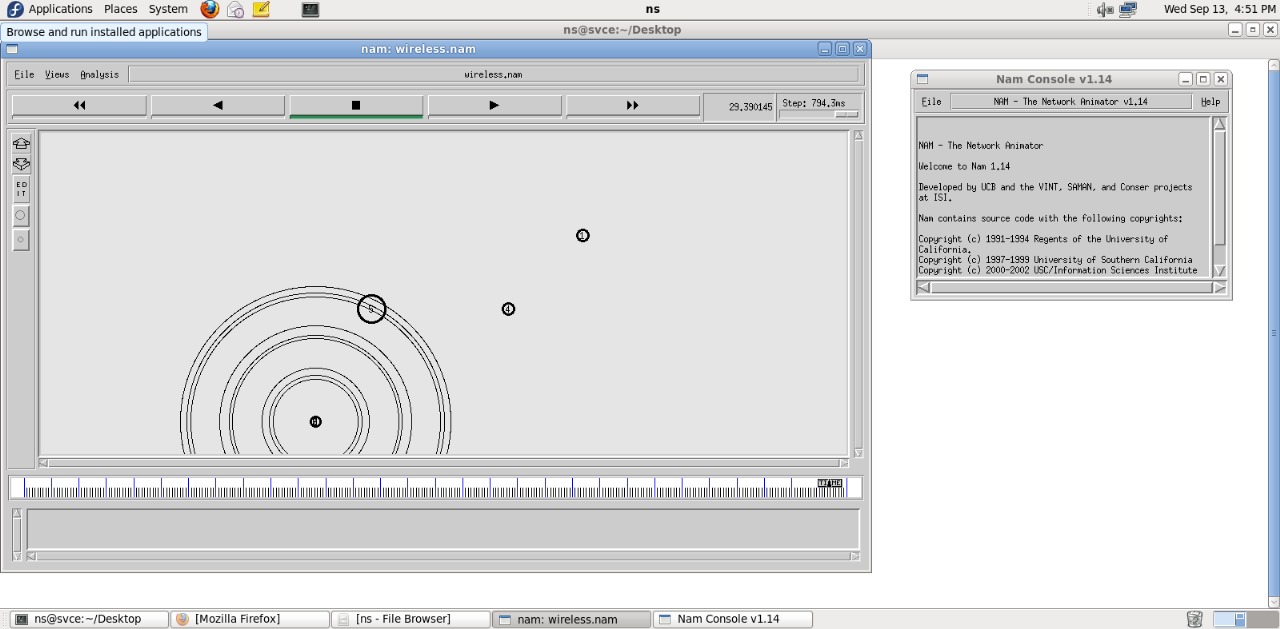 Applications Places System
ns
Wed Sep 13, 4:51 PM
Browse and run installed applications
ns@svce:~/Desktop
nam: wireless.nam
File Views Analysis
wireless.nam
29.390145
Step: 794.3ms
ED
IT
1
5
4
TIME
Nam Console v1.14
File
NAM - The Network Animator v1.14
Help
NAM - The Network Animator
Welcome to Nam 1.14
Developed by UCB and the VINT, SAMAN, and Conser projects
at ISI.
Nam contains source code with the following copyrights:
Copyright (c) 1991-1994 Regents of the University of
California.
Copyright (c) 1997-1999 University of Southern California
Copyright (c) 2000-2002 USC/Information Sciences Institute
ns@svce:~/Desktop
[Mozilla Firefox]
[ns - File Browser]
nam: wireless.nam
Nam Console v1.14